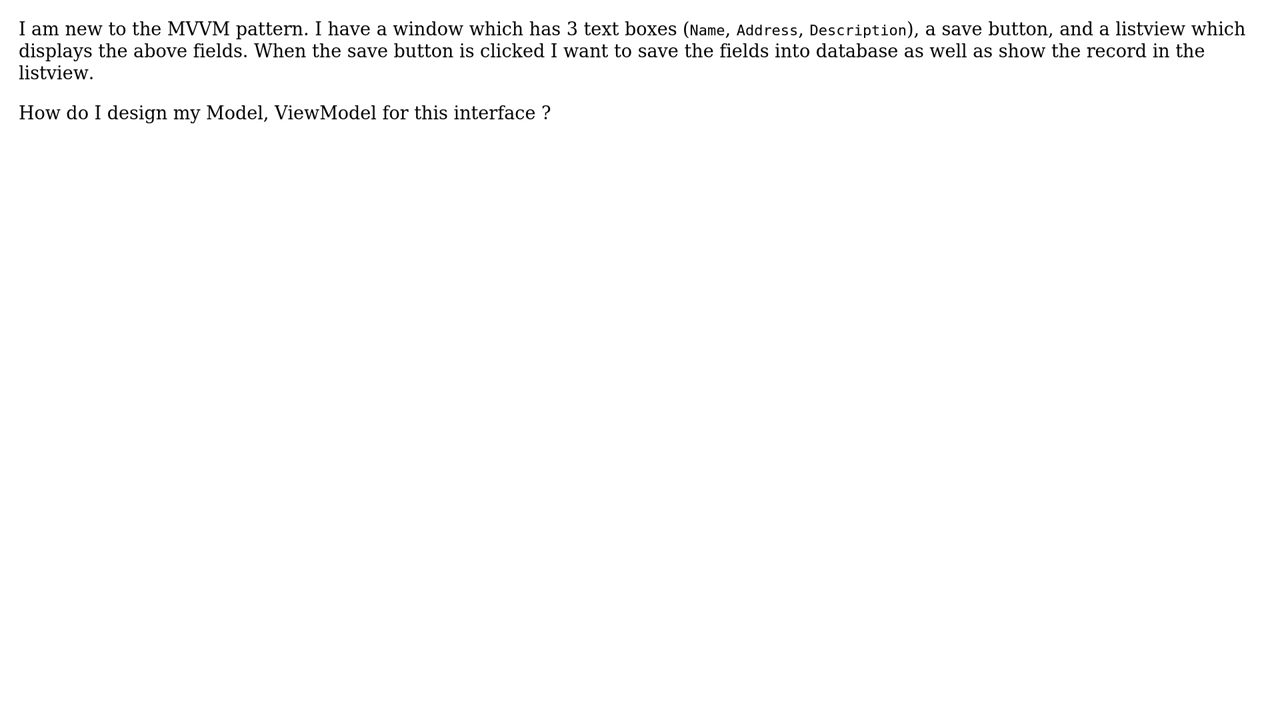 I am new to the MVVM pattern. I have a window which has 3 text boxes (Name, Address, Description), a save button, and a listview which
displays the above fields. When the save button is clicked I want to save the fields into database as well as show the record in the
listview.
How do I design my Model, ViewModel for this interface ?